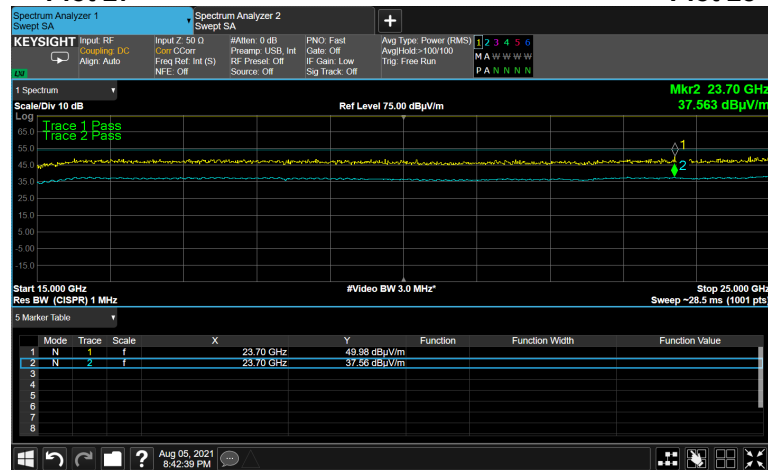 Spectrum Analyzer 1
Swept SA
Spectrum Analyzer 2
Swept SA
+
KEYSIGHT
LXI
Input: RF
Coupling: DC
Align: Auto
Input Z: 50 Ω
Corr CCorr
Freq Ref: Int (S)
NFE: Off
#Atten: 0 dB
Preamp: USB, Int
RF Presel: Off
Source: Off
PNO: Fast
Gate: Off
IF Gain: Low
Sig Track: Off
Avg Type: Power (RMS)
Avg|Hold:>100/100
Trig: Free Run
1 2 3 4 5 6
M A W W W W
P A N N N N
1 Spectrum
Scale/Div 10 dB
Ref Level 75.00 dBµV/m
Mkr2 23.70 GHz
37.563 dBµV/m
Log
Trace 1 Pass
Trace 2 Pass
65.0
55.0
45.0
35.0
25.0
15.0
5.00
-5.00
-15.0
1
2
Start 15.000 GHz
#Video BW 3.0 MHz*
Stop 25.000 GHz
Res BW (CISPR) 1 MHz
Sweep ~28.5 ms (1001 pts)
5 Marker Table
Mode Trace Scale X Y Function Function Width Function Value
1 N 1 f 23.70 GHz 49.98 dBµV/m
2 N 2 f 23.70 GHz 37.56 dBµV/m
3
4
5
6
7
8
?
Aug 05, 2021
8:42:39 PM